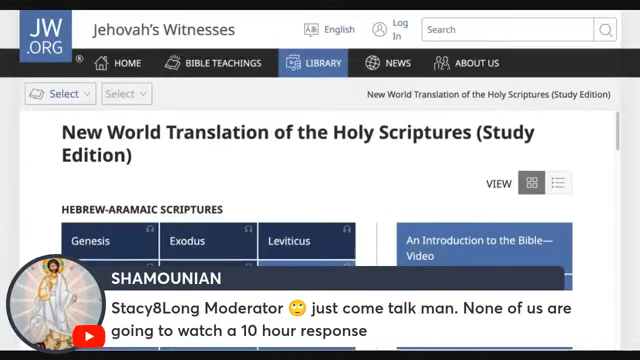 JW
.ORG
®
Jehovah's Witnesses
English
Log
In
Search
HOME
BIBLE TEACHINGS
LIBRARY
NEWS
ABOUT US
Select
Select
New World Translation of the Holy Scriptures (Study Edition)
New World Translation of the Holy Scriptures (Study
Edition)
VIEW
HEBREW-ARAMAIC SCRIPTURES
Genesis
Exodus
Leviticus
An Introduction to the Bible—
Video
SHAMOUNIAN
Stacy8Long Moderator 🙄 just come talk man. None of us are
going to watch a 10 hour response